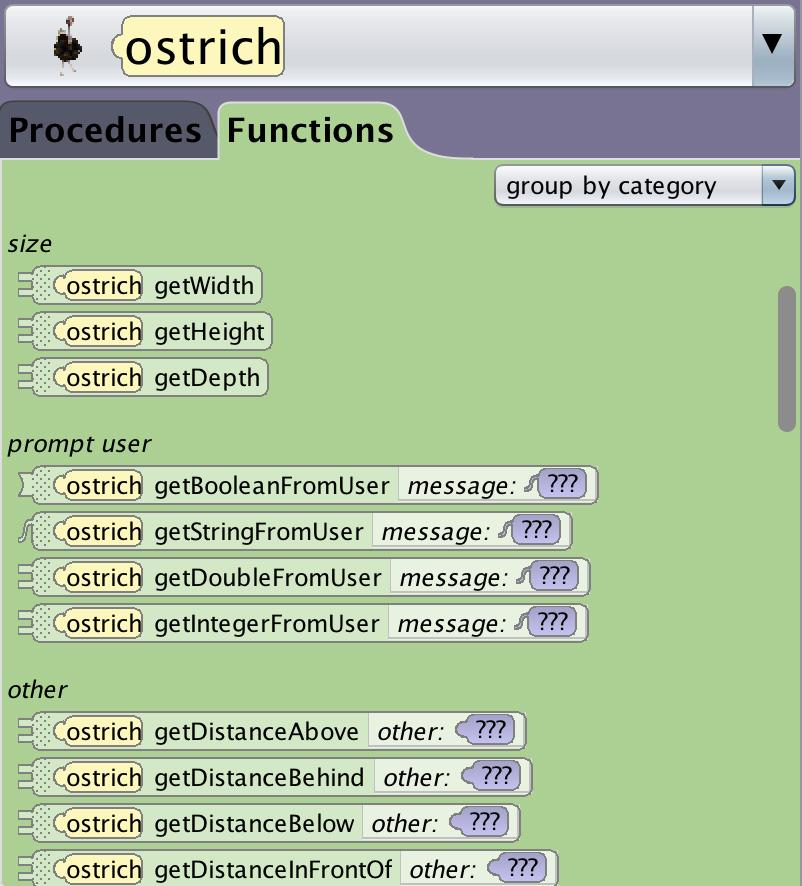 ostrich
Procedures Functions
group by category
size
ostrich getWidth
ostrich getHeight
ostrich getDepth
prompt user
ostrich getBooleanFromUser message: ???
ostrich getStringFromUser message: ???
ostrich getDoubleFromUser message: ???
ostrich getIntegerFromUser message: ???
other
ostrich getDistanceAbove other: ???
ostrich getDistanceBehind other: ???
ostrich getDistanceBelow other: ???
ostrich getDistanceInFrontOf other: ???